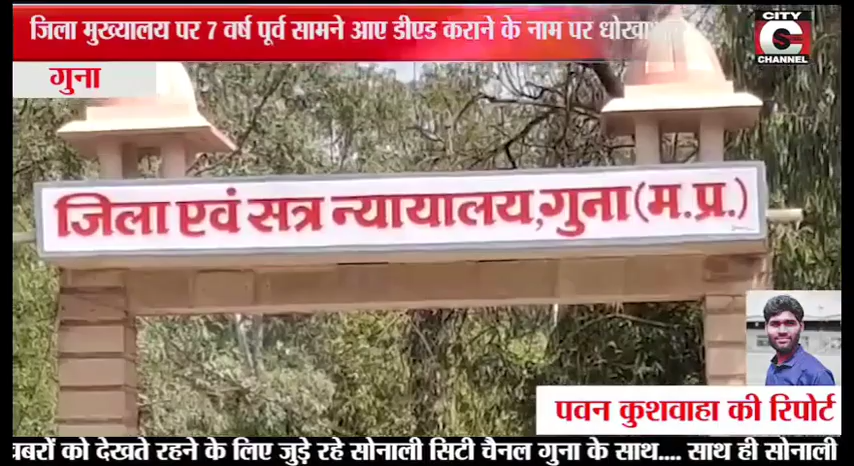 जिला मुख्यालय पर 7 वर्ष पूर्व सामने आए डीएड कराने के नाम पर
CITY
CHANNEL
गुना
जिला एवं सत्र न्यायालय,गुना(म.प्र.)
पवन कुशवाहा की रिपोर्ट
को देखते रहने के लिए जुड़े रहे सोनाली सिटी चैनल गुना के साथ.... साथ ही सोनाली